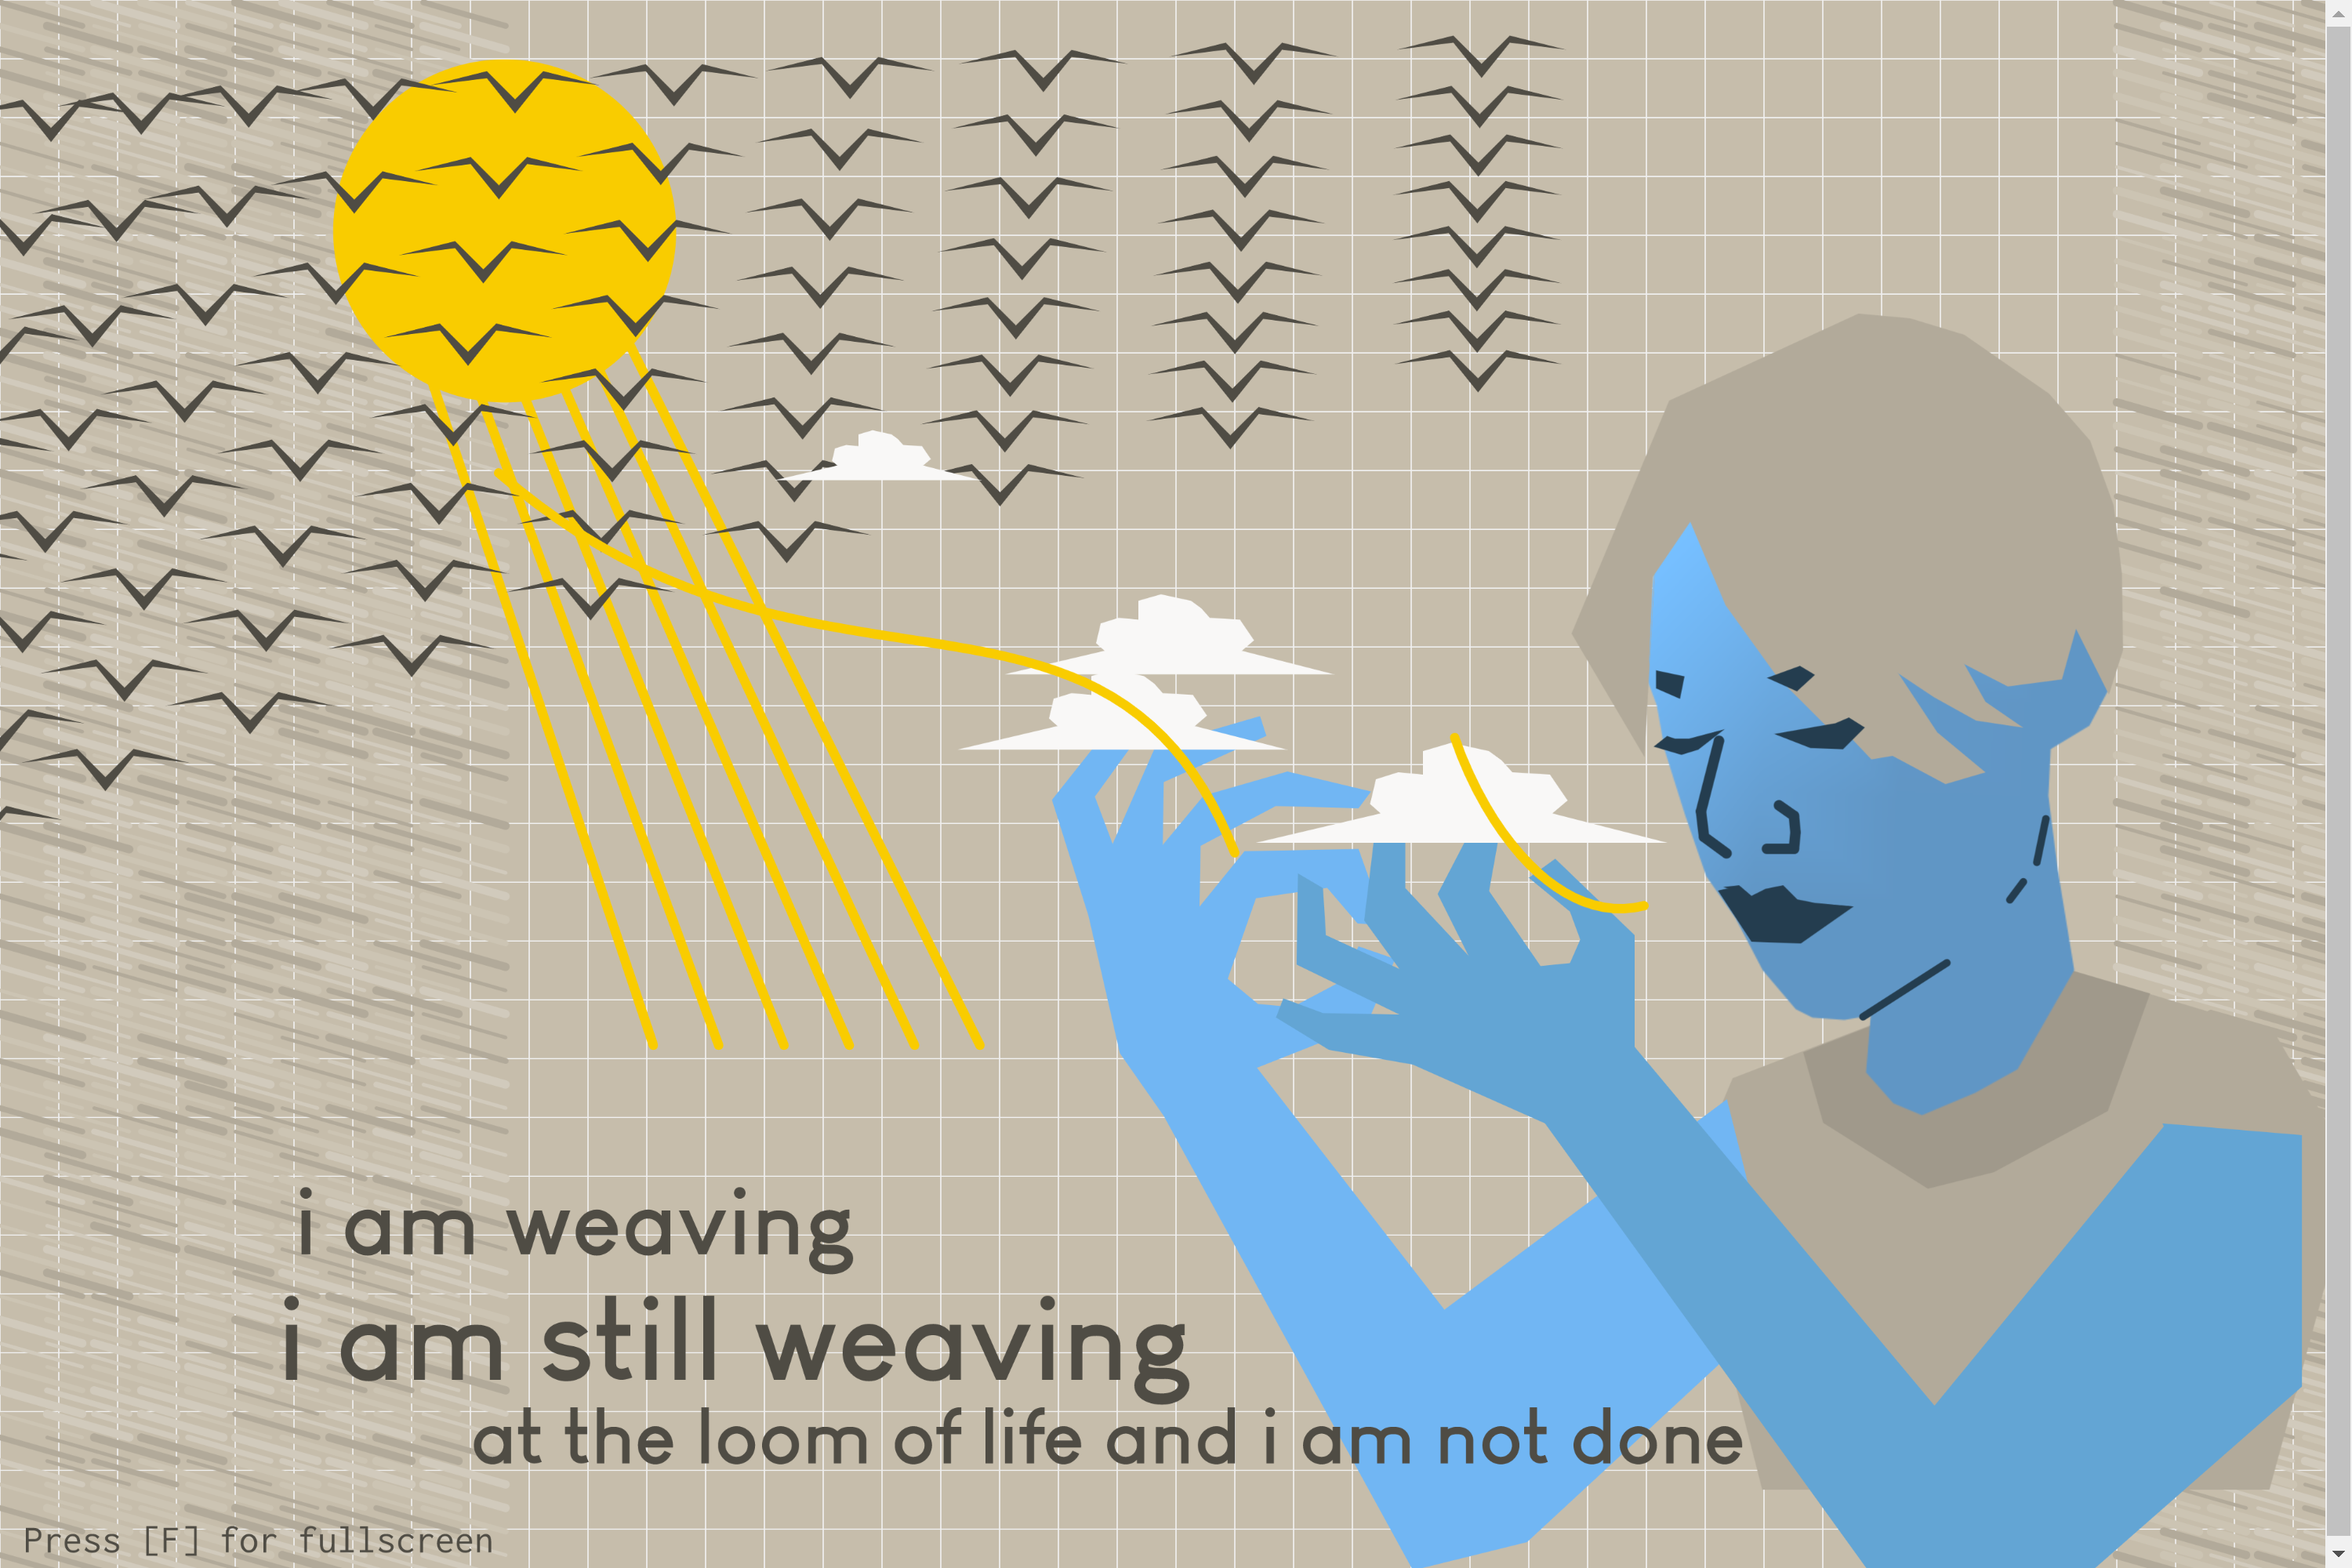 i am weaving
i am still weaving
at the loom of life and i am not done
Press [F] for fullscreen